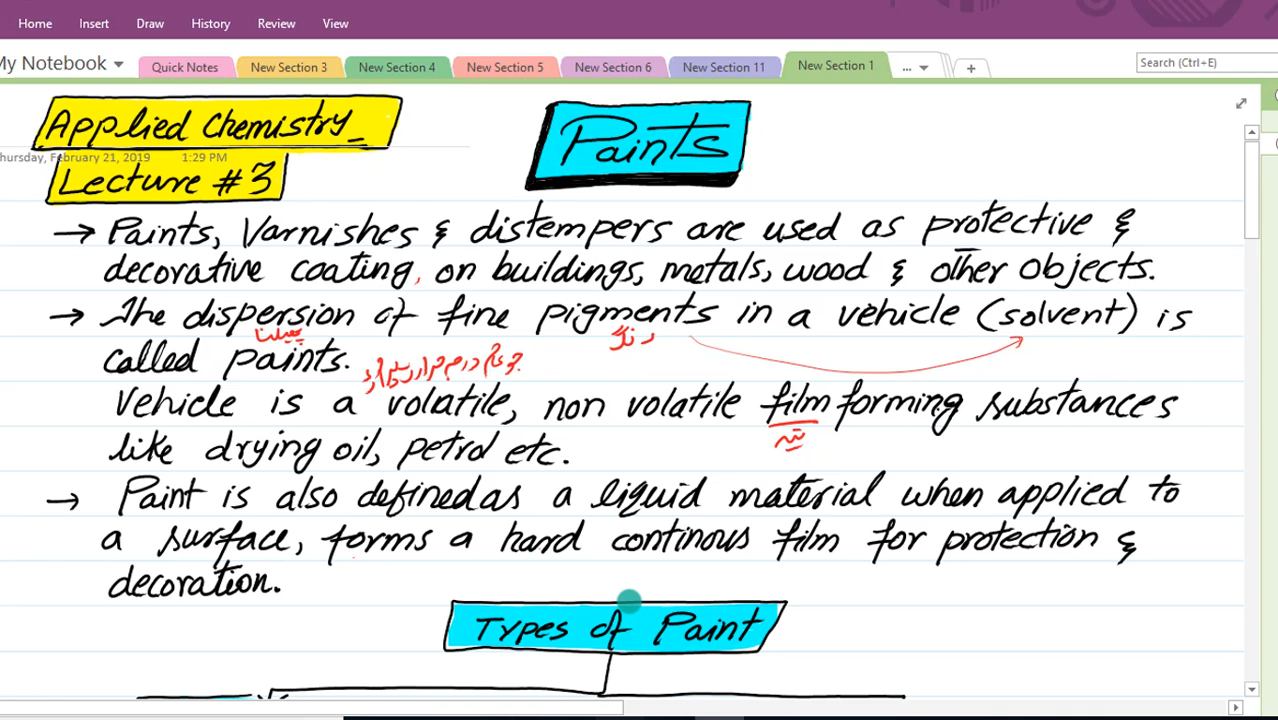 Home Insert Draw History Review View
My Notebook Quick Notes New Section 3 New Section 4 New Section 5 New Section 6 New Section 11 New Section 1 ... + Search (Ctrl+E)
Applied Chemistry
hursday, February 21, 2019 1:29 PM
Lecture # 3
Paints
→ Paints, Varnishes & distempers are used as protective &
decorative coating, on buildings, metals, wood & other objects.
→ The dispersion of fine pigments in a vehicle (solvent) is
پھیلنا رنگ
called paints.
Vehicle is a volatile, non volatile film forming substances
تہہ
like drying oil, petrol etc.
→ Paint is also defined as a liquid material when applied to
a surface, forms a hard continous film for protection &
decoration.
Types of Paint